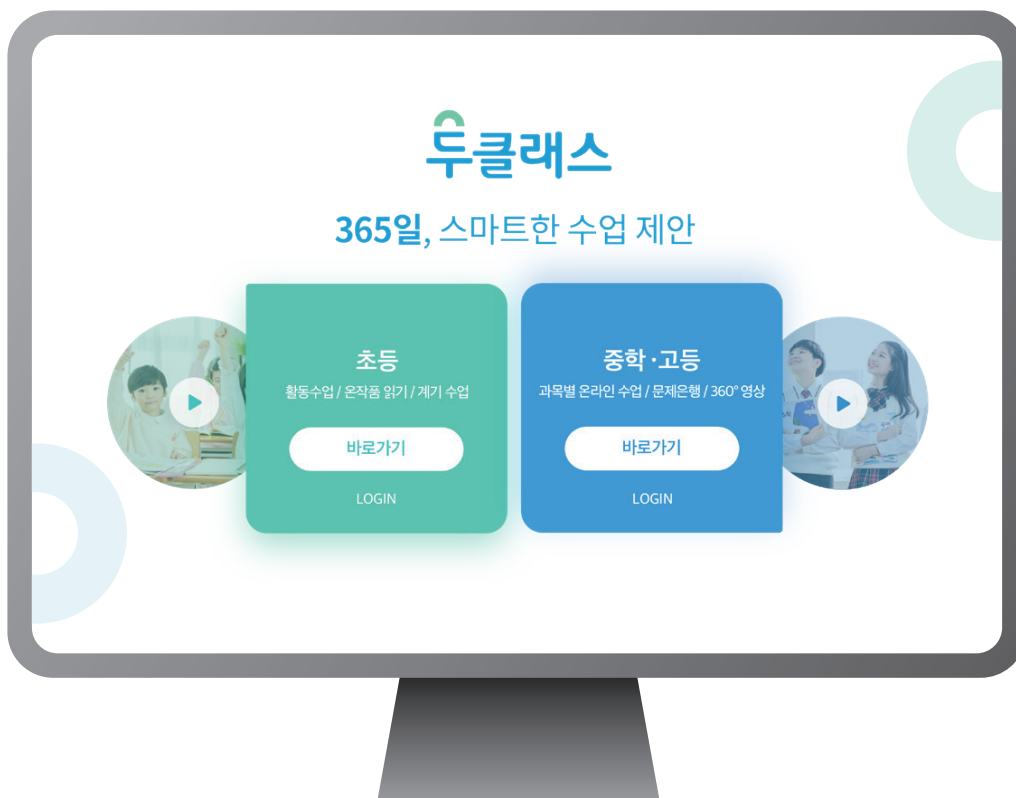 두클래스
365일, 스마트한 수업 제안
초등
활동수업 / 온작품 읽기 / 계기 수업
바로가기
LOGIN
중학·고등
과목별 온라인 수업 / 문제은행 / 360° 영상
바로가기
LOGIN